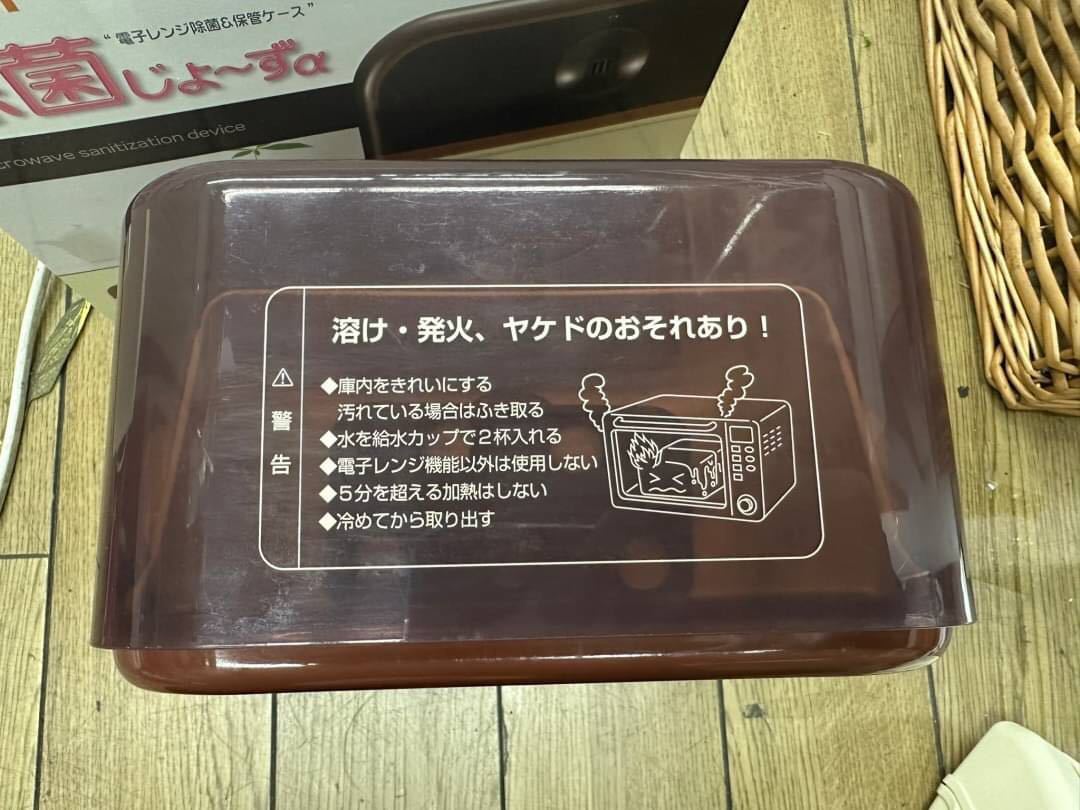 “電子レンジ除菌&保管ケース”
菌じょ〜ずα
crowave sanitization device
溶け・発火、ヤケドのおそれあり！
⚠警告
◆庫内をきれいにする
汚れている場合はふき取る
◆水を給水カップで2杯入れる
◆電子レンジ機能以外は使用しない
◆5分を超える加熱はしない
◆冷めてから取り出す